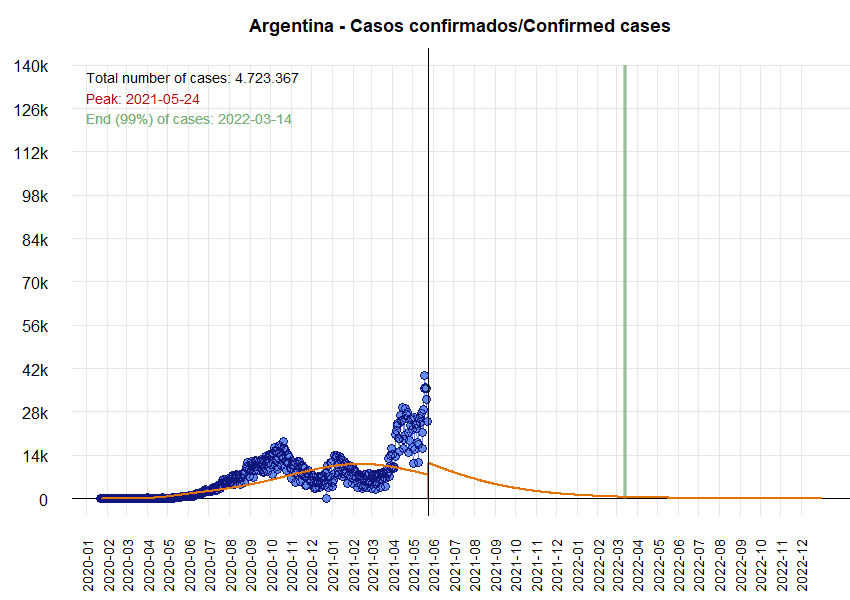 Argentina - Casos confirmados/Confirmed cases
140k
Total number of cases: 4.723.367
Peak: 2021-05-24
End (99%) of cases: 2022-03-14
126k
112k
98k
84k
70k
56k
42k
28k
14k
0
2020-01
2020-02
2020-03
2020-04
2020-05
2020-06
2020-07
2020-08
2020-09
2020-10
2020-11
2020-12
2021-01
2021-02
2021-03
2021-04
2021-05
2021-06
2021-07
2021-08
2021-09
2021-10
2021-11
2021-12
2022-01
2022-02
2022-03
2022-04
2022-05
2022-06
2022-07
2022-08
2022-09
2022-10
2022-11
2022-12